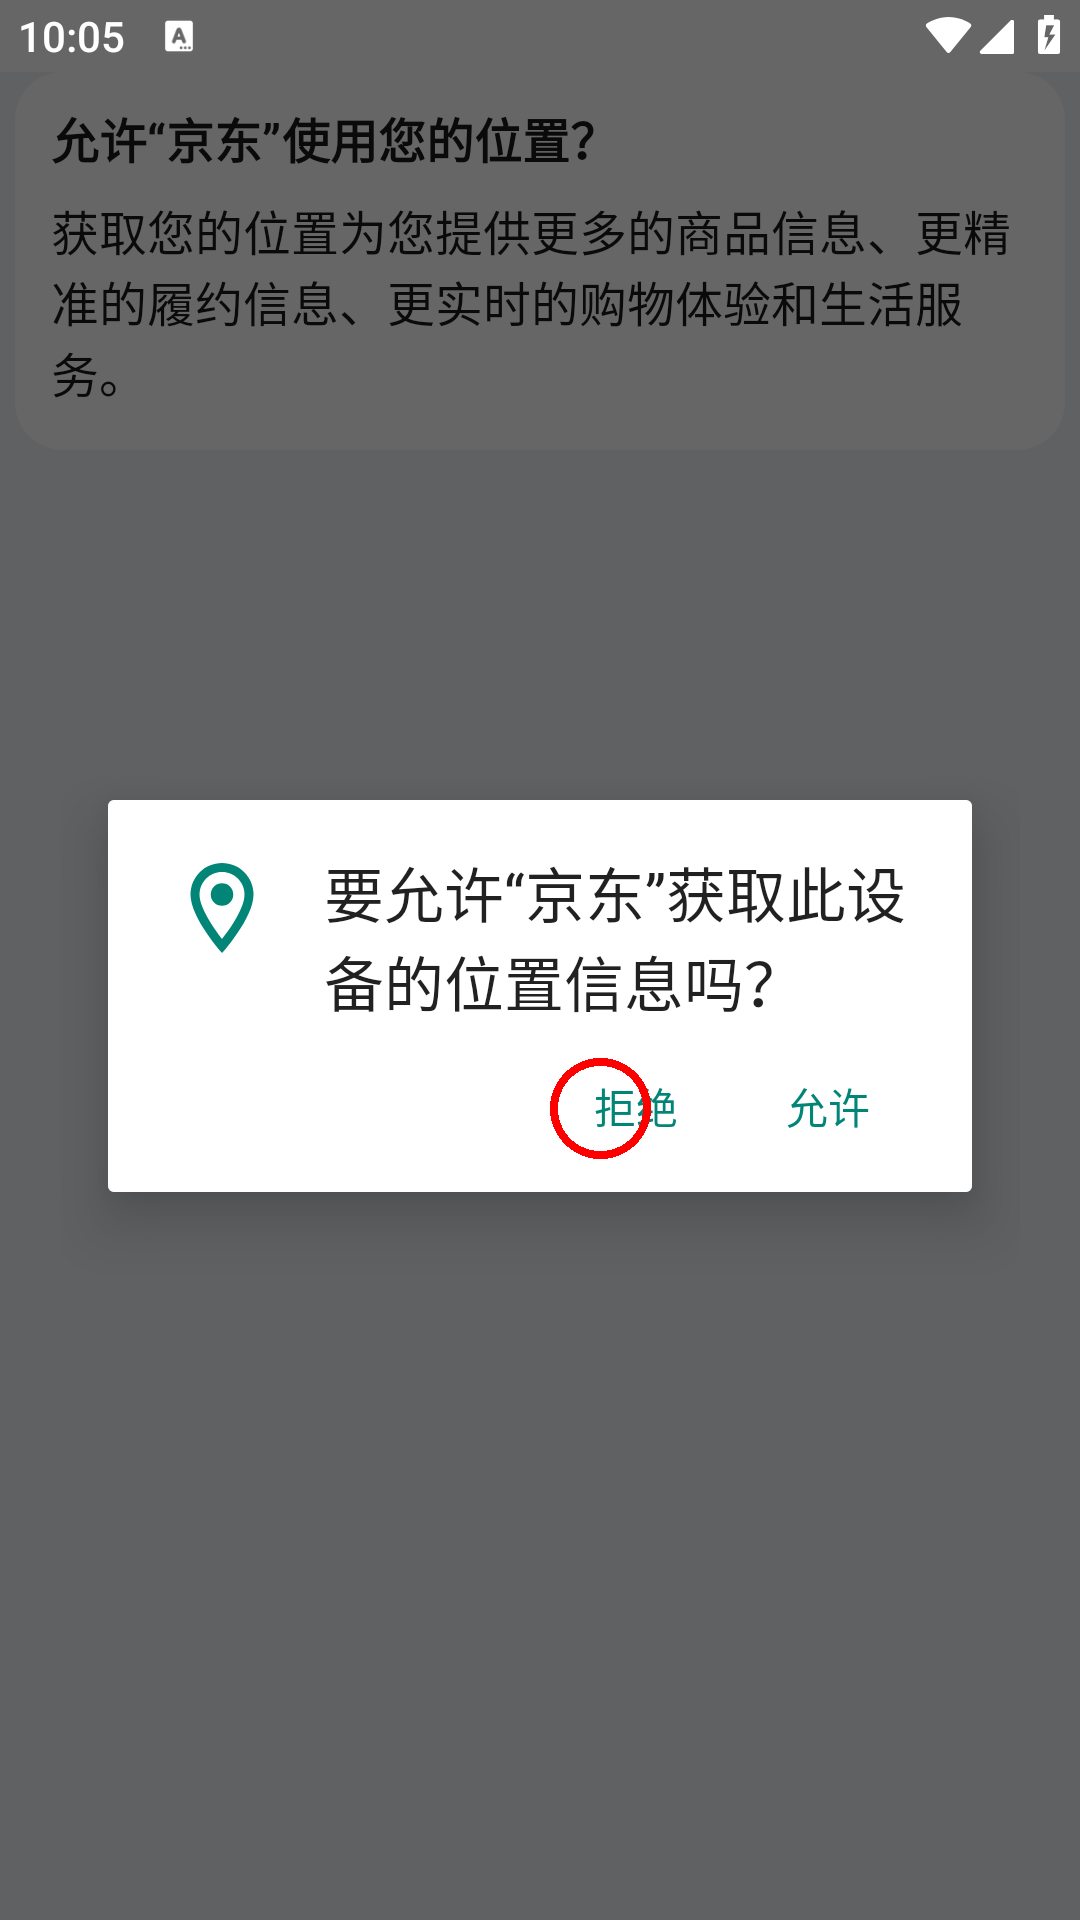 10:05
允许“京东”使用您的位置？
获取您的位置为您提供更多的商品信息、更精
准的履约信息、更实时的购物体验和生活服
务。
要允许“京东”获取此设
备的位置信息吗？
拒绝 允许